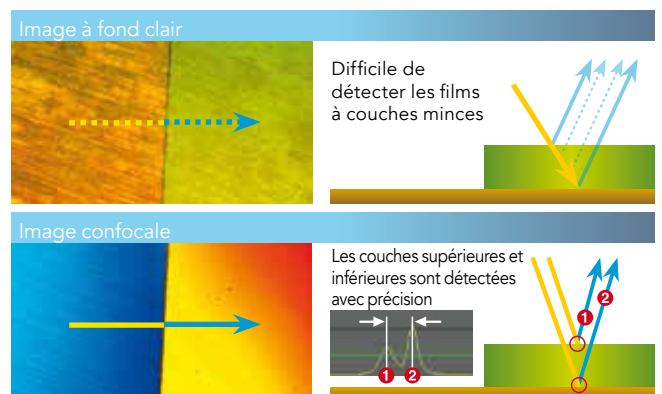 Image à fond clair
Difficile de
détecter les films
à couches minces
Image confocale
Les couches supérieures et
inférieures sont détectées
avec précision
1 2
1
2